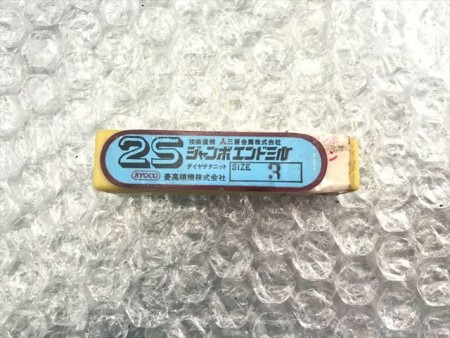 2S
技術提携 三菱金属株式会社
ジャンボエンドミル
ダイヤチタニット SIZE 3
RYOCO 菱高精機株式会社